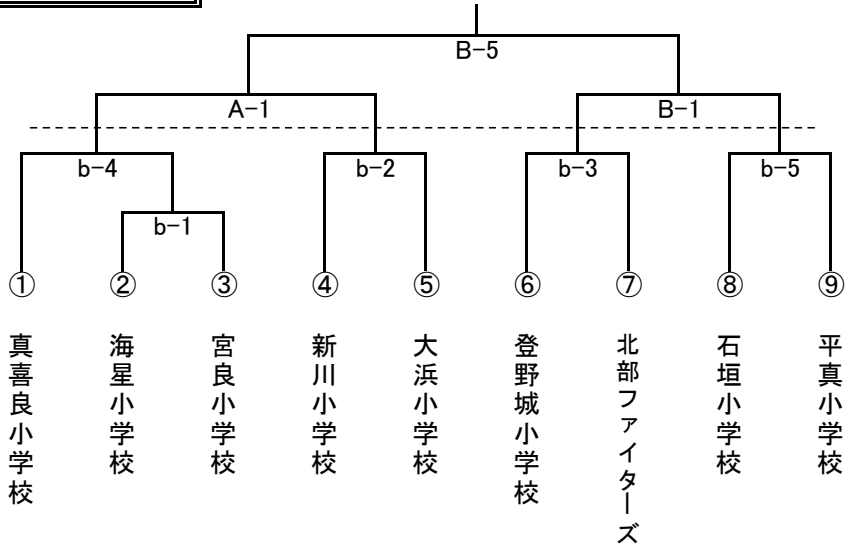 B-5
A-1
B-1
b-4
b-2
b-3
b-5
b-1
①
②
③
④
⑤
⑥
⑦
⑧
⑨
真喜良小学校
海星小学校
宮良小学校
新川小学校
大浜小学校
登野城小学校
北部ファイターズ
石垣小学校
平真小学校